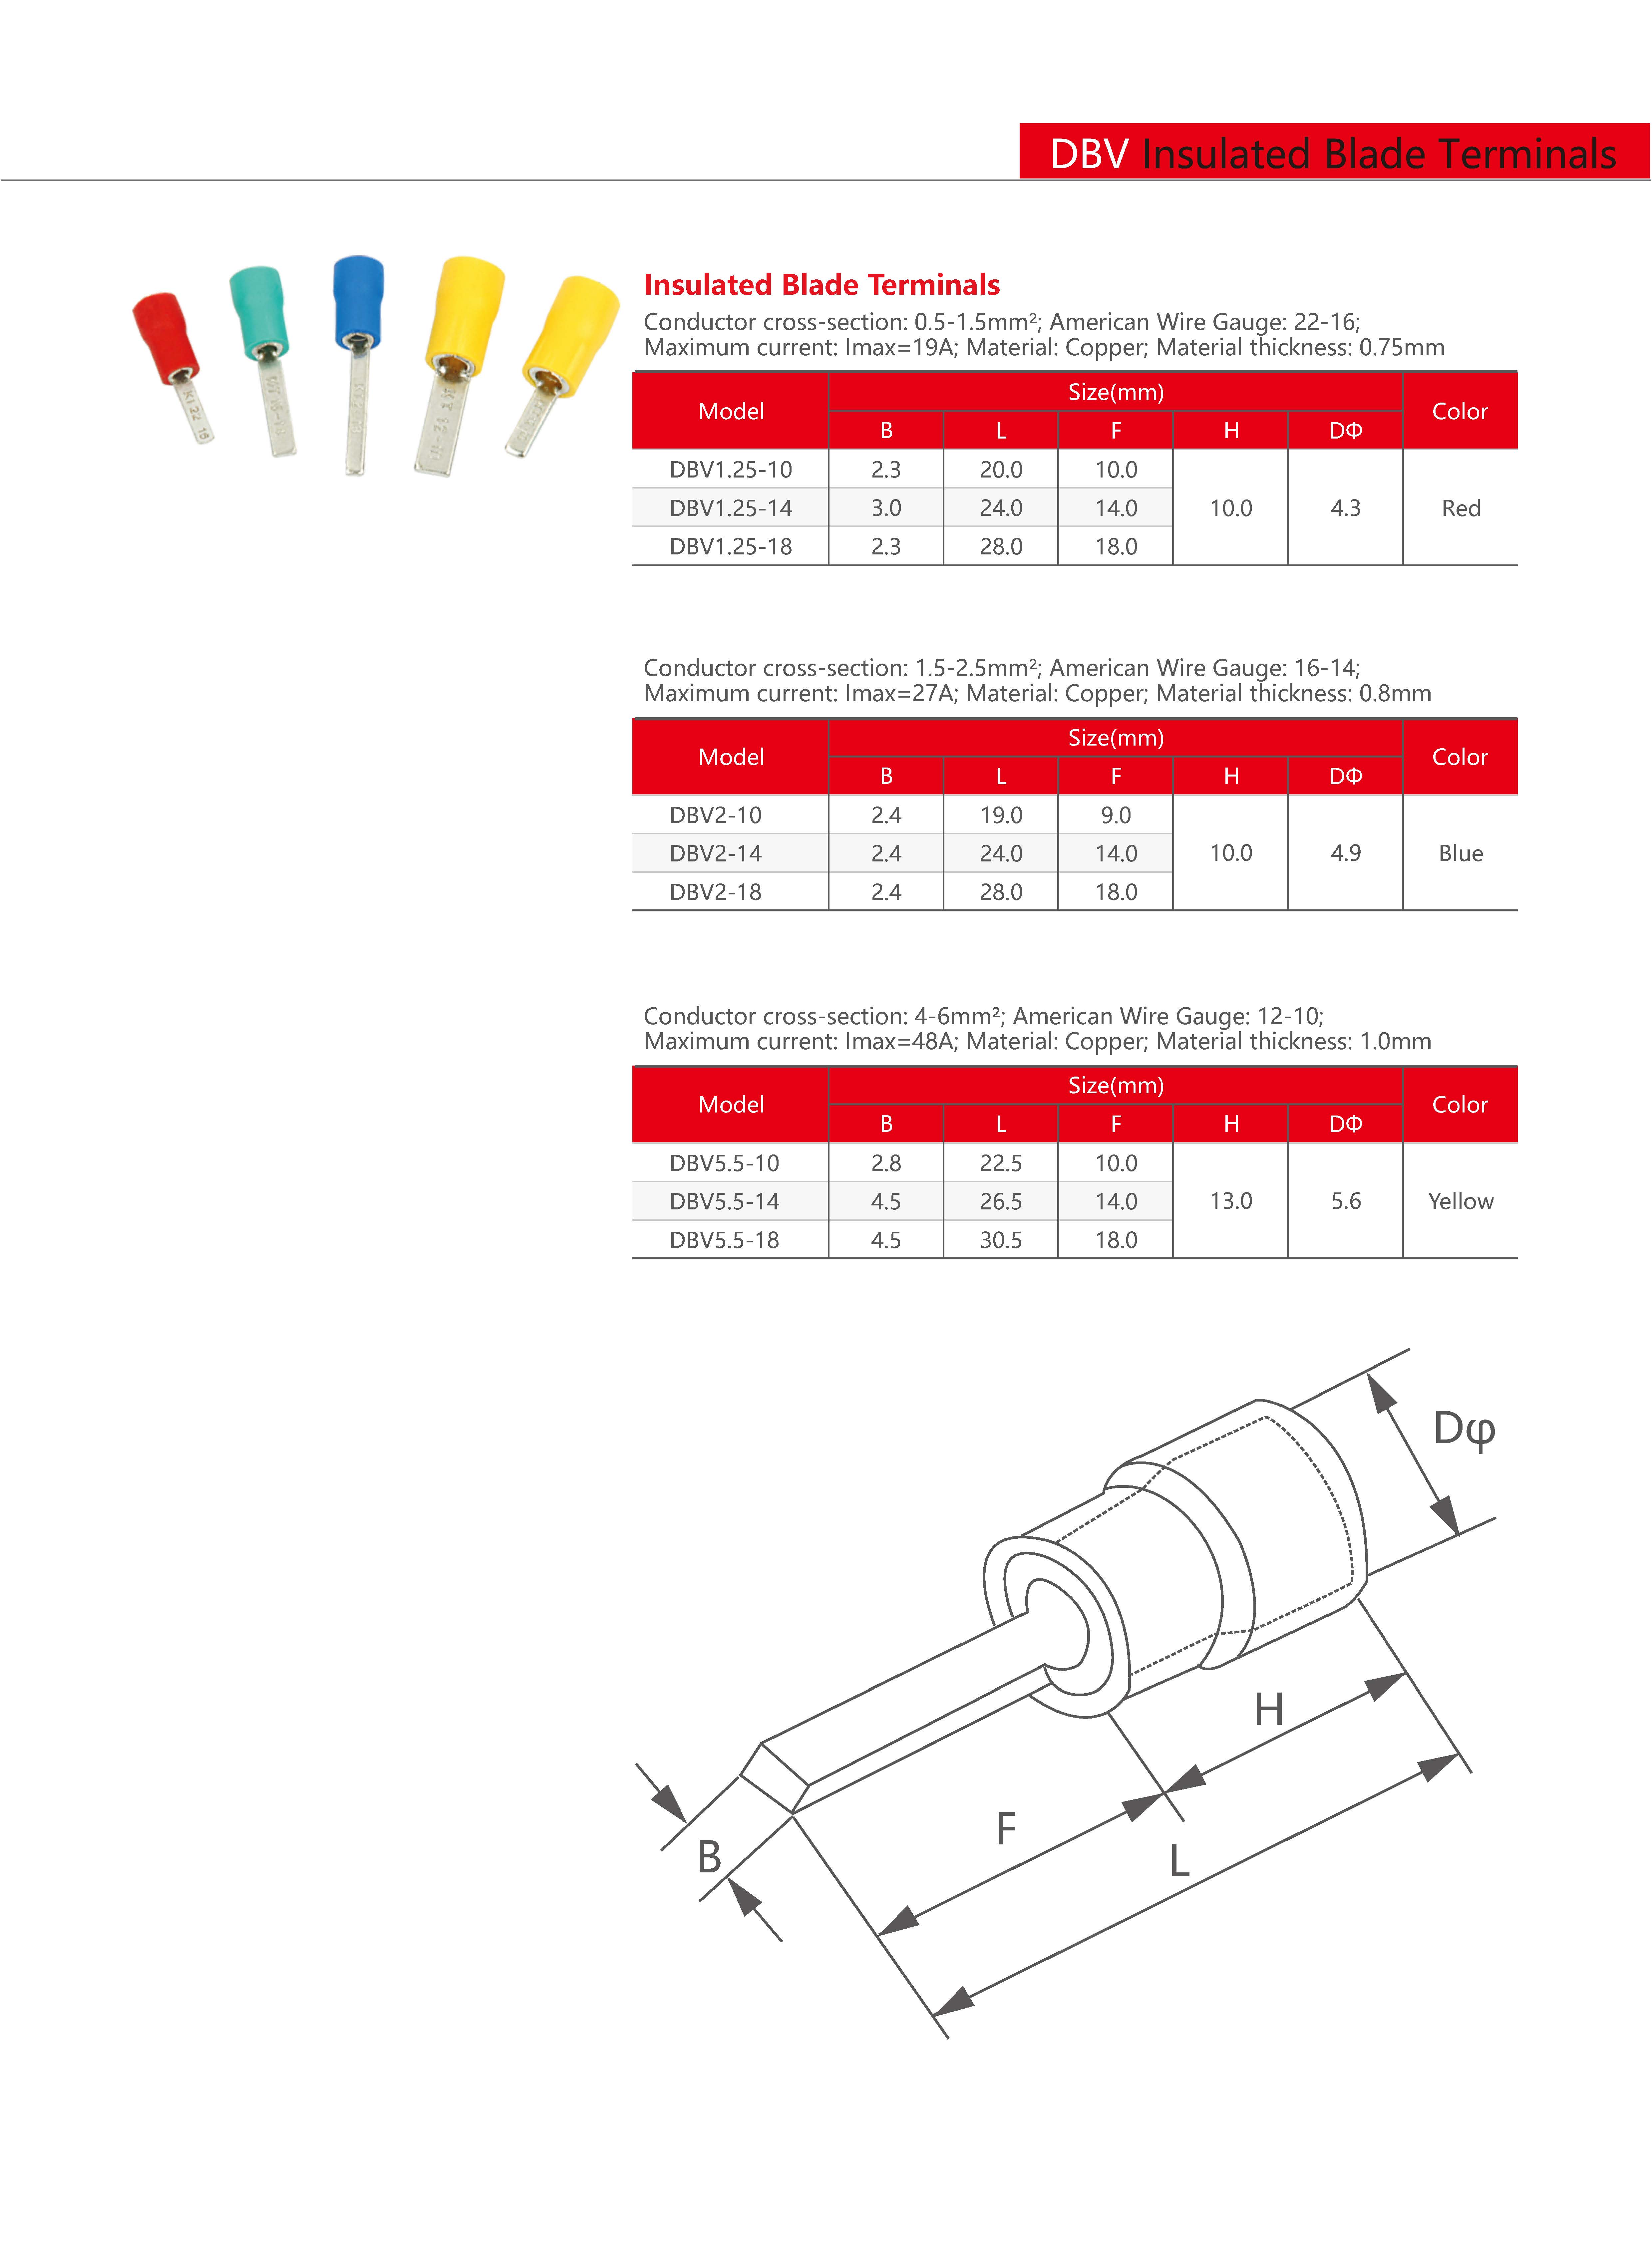 DBV Insulated Blade Terminals
Insulated Blade Terminals
Conductor cross-section: 0.5-1.5mm²; American Wire Gauge: 22-16;
Maximum current: Imax=19A; Material: Copper; Material thickness: 0.75mm
Model Size(mm) Color
B L F H DΦ
DBV1.25-10 2.3 20.0 10.0
DBV1.25-14 3.0 24.0 14.0 10.0 4.3 Red
DBV1.25-18 2.3 28.0 18.0
Conductor cross-section: 1.5-2.5mm²; American Wire Gauge: 16-14;
Maximum current: Imax=27A; Material: Copper; Material thickness: 0.8mm
Model Size(mm) Color
B L F H DΦ
DBV2-10 2.4 19.0 9.0
DBV2-14 2.4 24.0 14.0 10.0 4.9 Blue
DBV2-18 2.4 28.0 18.0
Conductor cross-section: 4-6mm²; American Wire Gauge: 12-10;
Maximum current: Imax=48A; Material: Copper; Material thickness: 1.0mm
Model Size(mm) Color
B L F H DΦ
DBV5.5-10 2.8 22.5 10.0
DBV5.5-14 4.5 26.5 14.0 13.0 5.6 Yellow
DBV5.5-18 4.5 30.5 18.0
Dφ
H
F
B
L